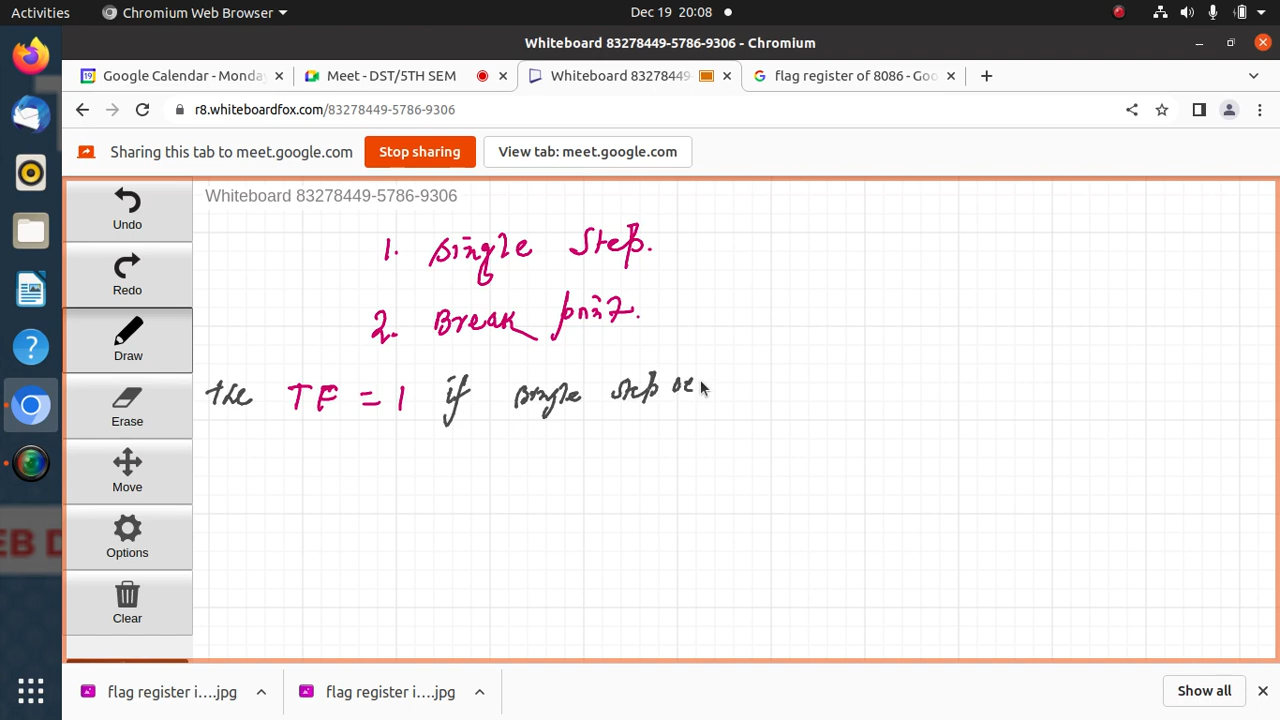 Activities Chromium Web Browser Dec 19 20:08
Whiteboard 83278449-5786-9306 - Chromium
Google Calendar - Monda Meet - DST/5TH SEM Whiteboard 83278449- flag register of 8086 - Goo
r8.whiteboardfox.com/83278449-5786-9306
Sharing this tab to meet.google.com Stop sharing View tab: meet.google.com
Whiteboard 83278449-5786-9306
Undo
Redo
Draw
Erase
Move
Options
Clear
1. Single Step.
2. Break point.
the TF = 1 if single step
flag register i....jpg flag register i....jpg Show all